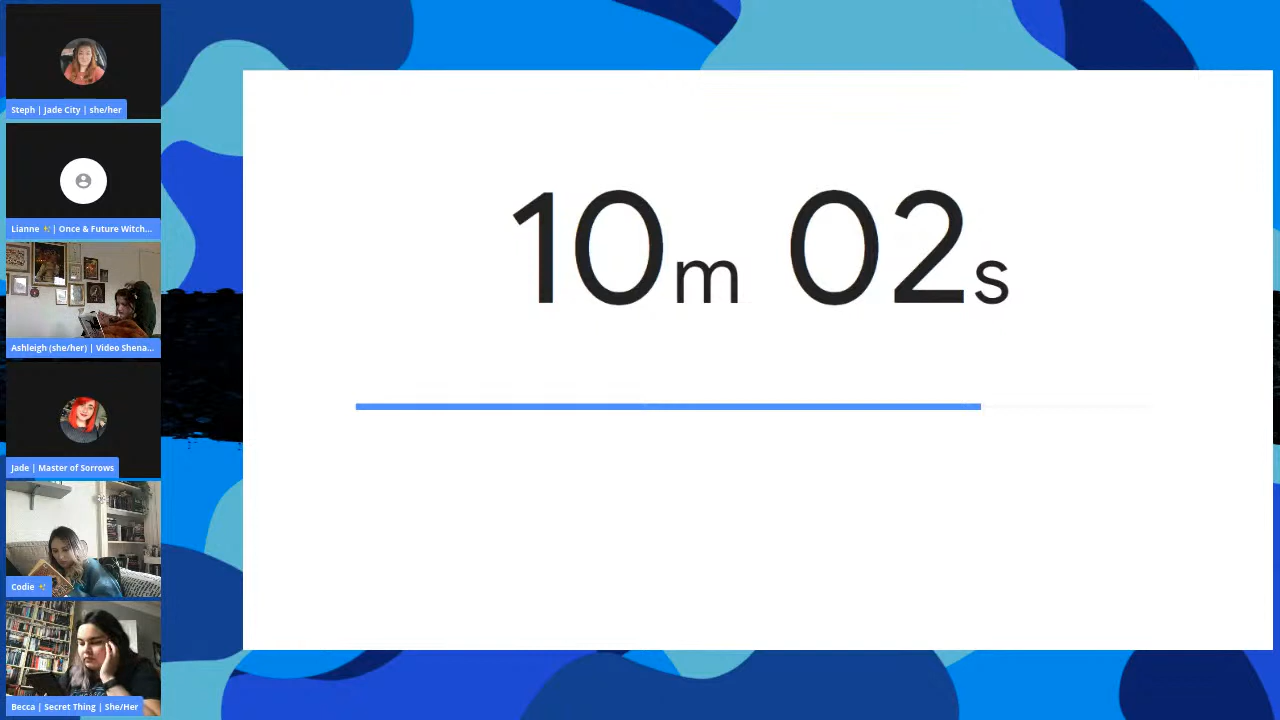 Steph | Jade City | she/her
Lianne ✨ | Once & Future Witch...
Ashleigh (she/her) | Video Shena...
Jade | Master of Sorrows
Codie ✨
Becca | Secret Thing | She/Her
10m 02s